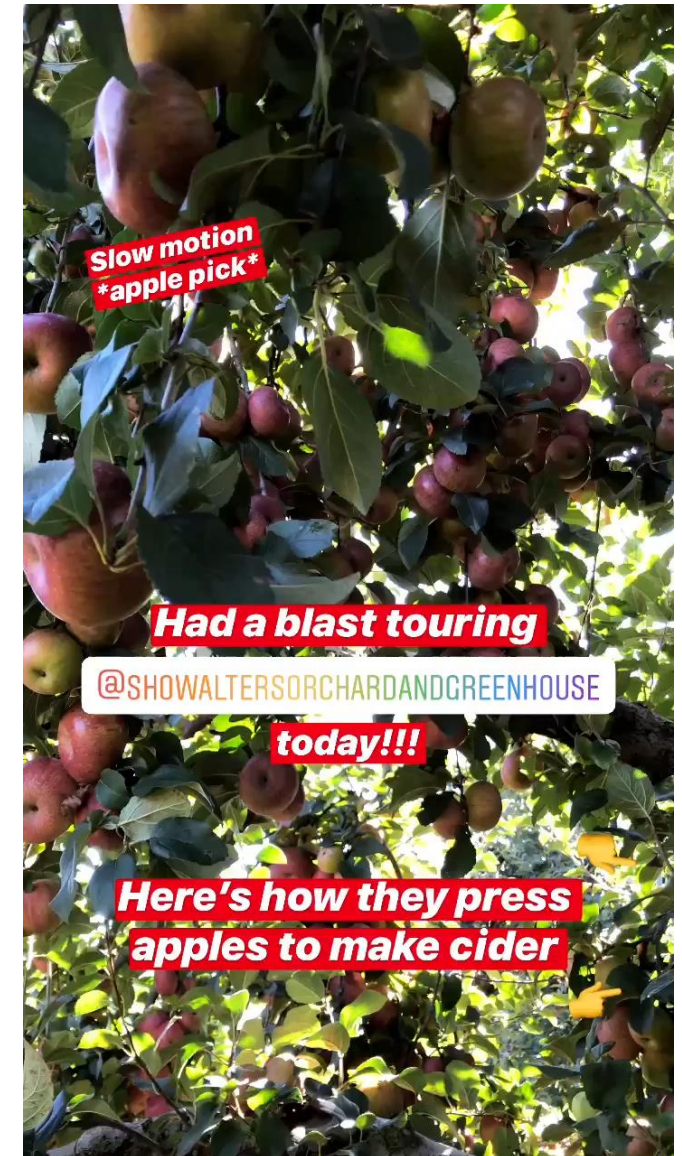 Slow motion
*apple pick*
Had a blast touring
@SHOWALTERSORCHARDANDGREENHOUSE
today!!!
Here's how they press
apples to make cider